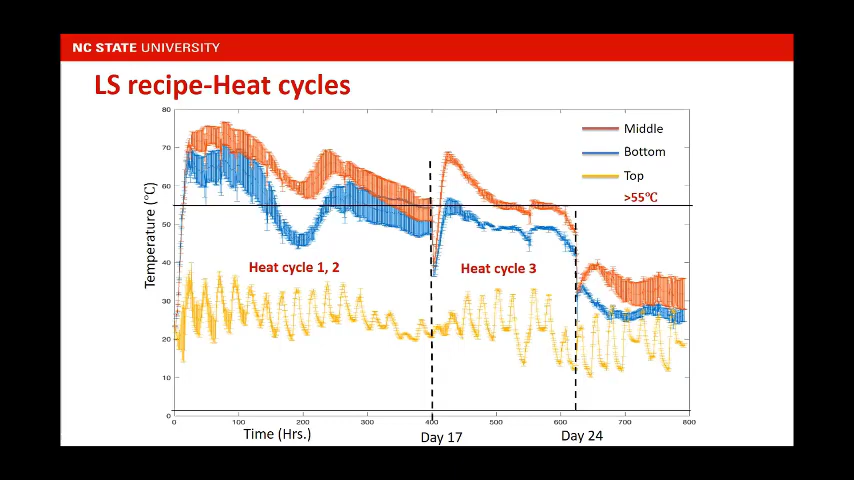 NC STATE UNIVERSITY
LS recipe-Heat cycles
80
70
60
50
40
30
20
10
0
Temperature (°C)
Middle
Bottom
Top
>55℃
Heat cycle 1, 2
Heat cycle 3
0 100 200 300 400 500 600 700 800
Time (Hrs.)
Day 17
Day 24